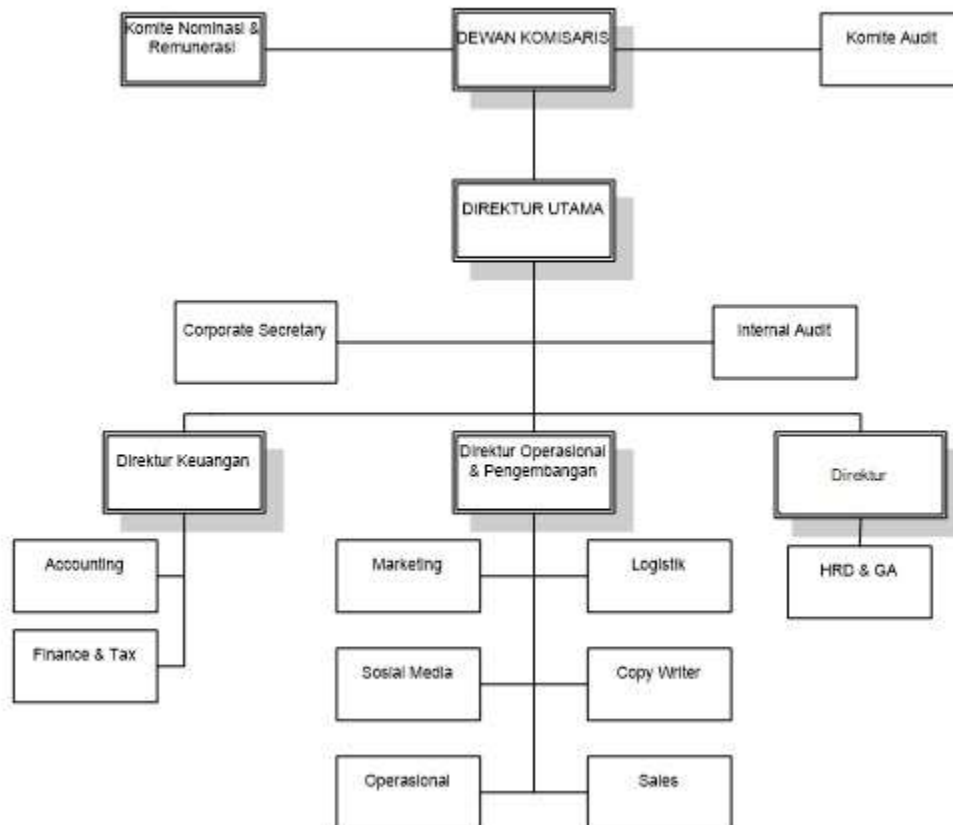 Komite Nominasi &
Remunerasi
DEWAN KOMISARIS
Komite Audit
DIREKTUR UTAMA
Corporate Secretary
Internal Audit
Direktur Keuangan
Direktur Operasional
& Pengembangan
Direktur
Accounting
Marketing
Logistik
HRD & GA
Finance & Tax
Sosial Media
Copy Writer
Operasional
Sales